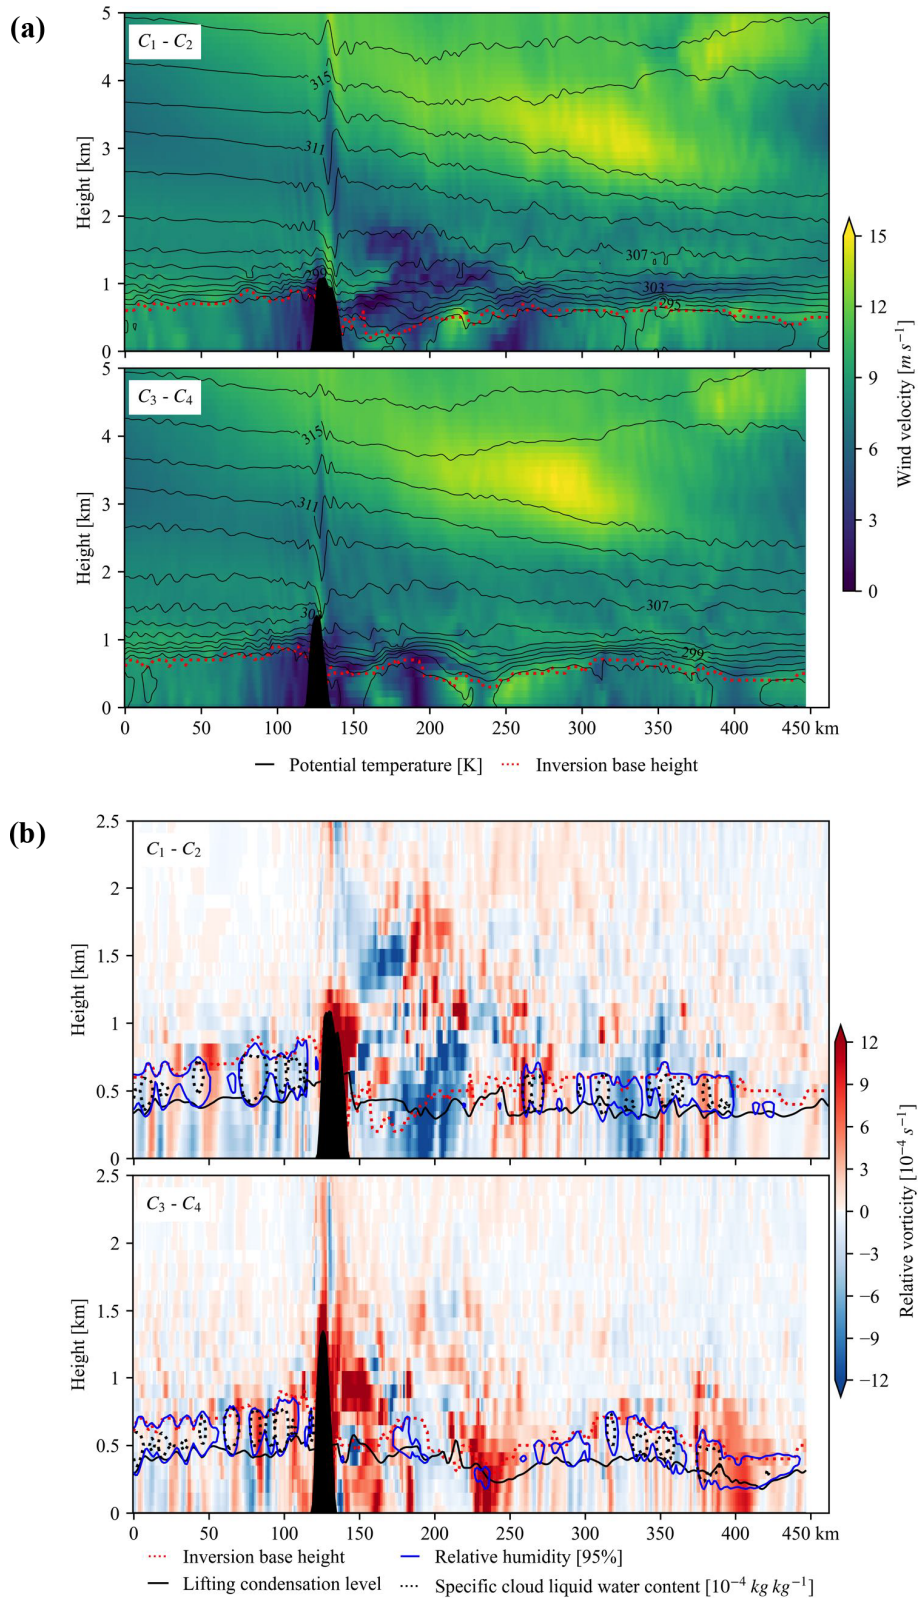 (a)
C₁ - C₂
5
4
3
2
1
0
Height [km]
315
311
307
303
299
295
C₃ - C₄
5
4
3
2
1
0
Height [km]
315
311
307
299
0 50 100 150 200 250 300 350 400 450 km
15
12
9
6
3
0
Wind velocity [m s⁻¹]
Potential temperature [K] Inversion base height
(b)
C₁ - C₂
2.5
2
1.5
1
0.5
0
Height [km]
C₃ - C₄
2.5
2
1.5
1
0.5
0
Height [km]
0 50 100 150 200 250 300 350 400 450 km
12
9
6
3
0
−3
−6
−9
−12
Relative vorticity [10⁻⁴ s⁻¹]
Inversion base height Relative humidity [95%]
Lifting condensation level Specific cloud liquid water content [10⁻⁴ kg kg⁻¹]